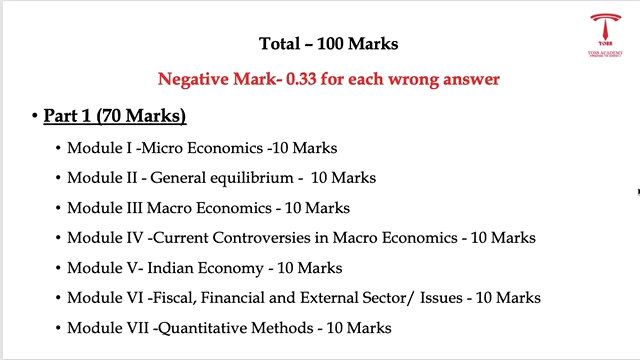 Total – 100 Marks
Negative Mark- 0.33 for each wrong answer
• Part 1 (70 Marks)
• Module I -Micro Economics -10 Marks
• Module II - General equilibrium - 10 Marks
• Module III Macro Economics - 10 Marks
• Module IV -Current Controversies in Macro Economics - 10 Marks
• Module V- Indian Economy - 10 Marks
• Module VI -Fiscal, Financial and External Sector/ Issues - 10 Marks
• Module VII -Quantitative Methods - 10 Marks
TORR
TORR ACADEMY